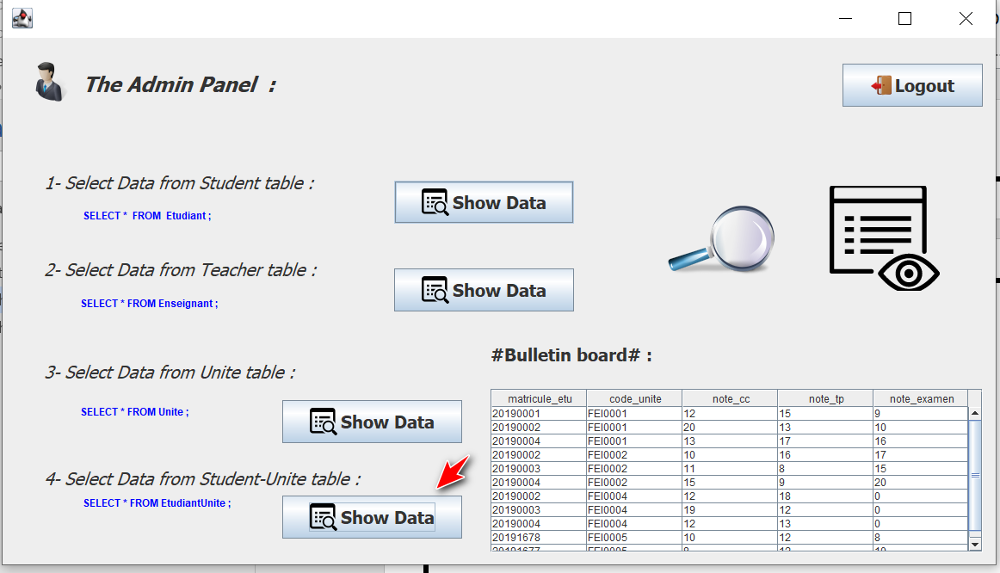 The Admin Panel :
Logout
1- Select Data from Student table :
SELECT * FROM Etudiant ;
Show Data
2- Select Data from Teacher table :
SELECT * FROM Enseignant ;
Show Data
3- Select Data from Unite table :
SELECT * FROM Unite ;
Show Data
4- Select Data from Student-Unite table :
SELECT * FROM EtudiantUnite ;
Show Data
#Bulletin board# :
matricule_etu code_unite note_cc note_tp note_examen
20190001 FEI0001 12 15 9
20190002 FEI0001 20 13 10
20190004 FEI0001 13 17 16
20190002 FEI0002 10 16 17
20190003 FEI0002 11 8 15
20190004 FEI0002 15 9 20
20190002 FEI0004 12 18 0
20190003 FEI0004 19 12 0
20190004 FEI0004 12 13 0
20191678 FEI0005 10 12 8
20191677 FEI0005